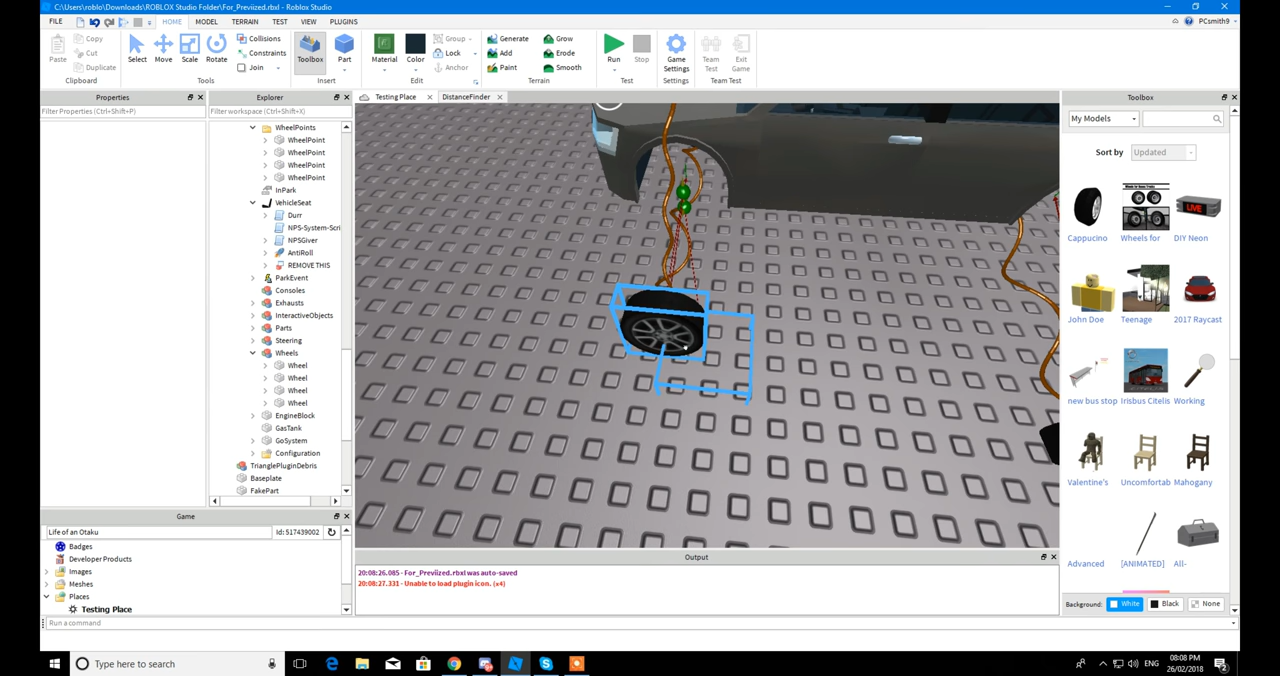 C:\Users\roblo\Downloads\ROBLOX Studio Folder\For_Previized.rbxl - Roblox Studio
FILE HOME MODEL TERRAIN TEST VIEW PLUGINS PCsmith9
Paste Copy Cut Duplicate Clipboard
Select Move Scale Rotate Collisions Constraints Join Tools
Toolbox Part Insert
Material Color Group Lock Anchor Edit
Generate Add Paint Grow Erode Smooth Terrain
Run Stop Test
Game Settings Settings
Team Test Exit Game Team Test
Properties
Filter Properties (Ctrl+Shift+P)
Explorer
Filter workspace (Ctrl+Shift+X)
WheelPoints
WheelPoint
WheelPoint
WheelPoint
WheelPoint
InPark
VehicleSeat
Durr
NPS-System-Scri
NPSGiver
AntiRoll
REMOVE THIS
ParkEvent
Consoles
Exhausts
InteractiveObjects
Parts
Steering
Wheels
Wheel
Wheel
Wheel
Wheel
EngineBlock
GasTank
GoSystem
Configuration
TrianglePluginDebris
Baseplate
FakePart
Game
Life of an Otaku Id: 517439002
Badges
Developer Products
Images
Meshes
Places
Testing Place
Testing Place DistanceFinder
Output
20:08:26.085 - For_Previized.rbxl was auto-saved
20:08:27.331 - Unable to load plugin icon. (x4)
Toolbox
My Models
Sort by Updated
LIVE
Cappucino Wheels for DIY Neon
John Doe Teenage 2017 Raycast
new bus stop Irisbus Citelis Working
Valentine's Uncomfortab Mahogany
Advanced [ANIMATED] All-
Background: White Black None
Run a command
Type here to search
ENG
08:08 PM
26/02/2018
2